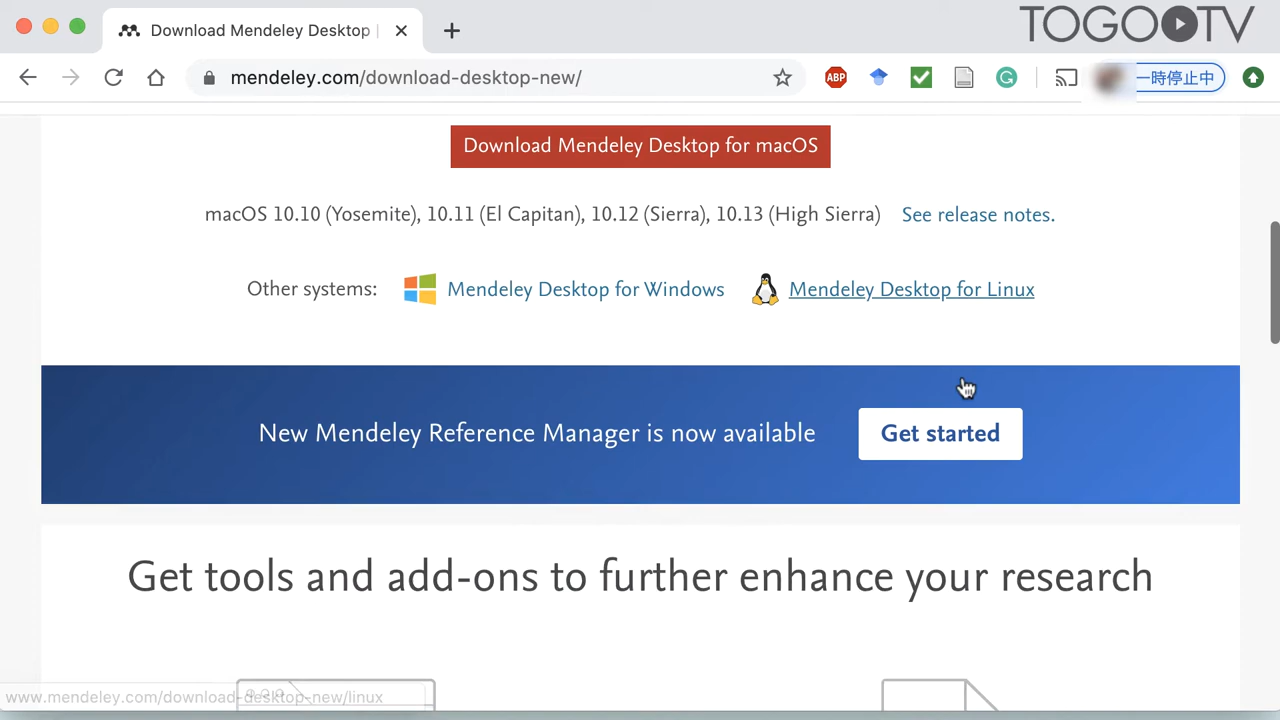 Download Mendeley Desktop |
TOGO TV
mendeley.com/download-desktop-new/
ABP
一時停止中
Download Mendeley Desktop for macOS
macOS 10.10 (Yosemite), 10.11 (El Capitan), 10.12 (Sierra), 10.13 (High Sierra) See release notes.
Other systems: Mendeley Desktop for Windows Mendeley Desktop for Linux
New Mendeley Reference Manager is now available Get started
Get tools and add-ons to further enhance your research
www.mendeley.com/download-desktop-new/linux